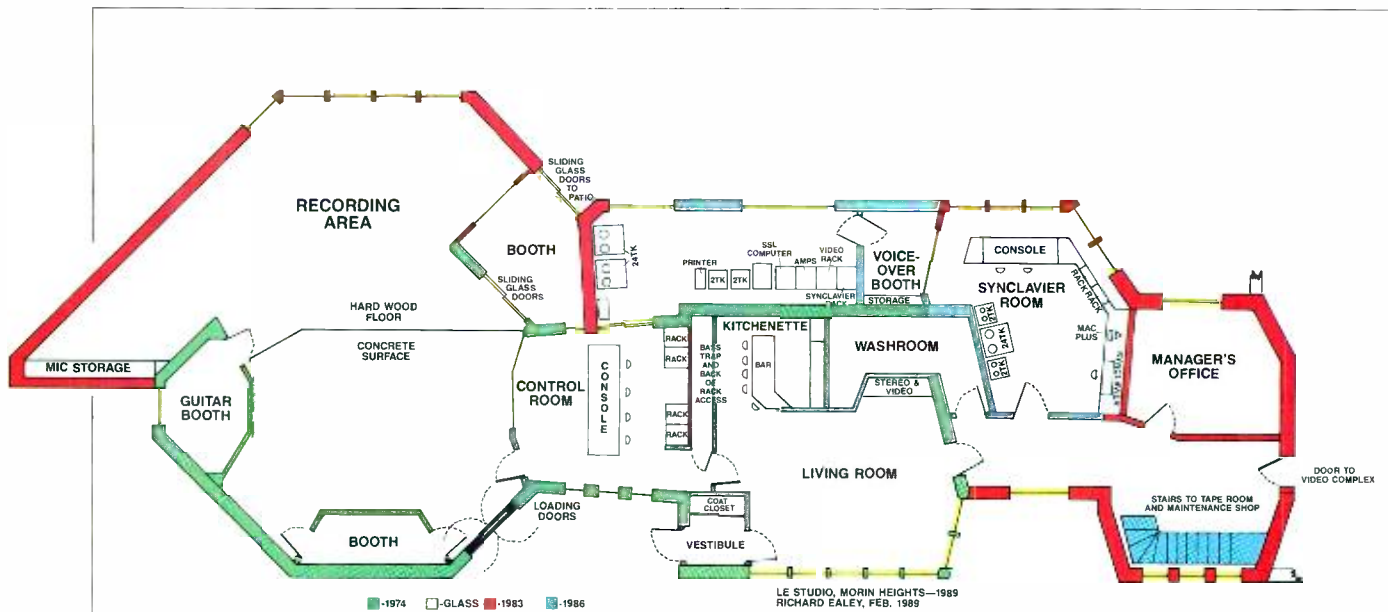 RECORDING
AREA
SLIDING
GLASS
DOORS
TO
PATIO
BOOTH
SLIDING
GLASS
DOORS
24TK
PRINTER
2TK
2TK
SSL
COMPUTER
AMPS
VIDEO
RACK
SYNCLAVIER
RACK
VOICE-
OVER
BOOTH
STORAGE
CONSOLE
SYNCLAVIER
ROOM
RACK
RACK
MAC
PLUS
2TK
24TK
2TK
MANAGER'S
OFFICE
HARD WOOD
FLOOR
CONCRETE
SURFACE
MIC STORAGE
GUITAR
BOOTH
CONTROL
ROOM
CONSOLE
RACK
RACK
RACK
RACK
BASS
TRAP
AND
BACK
OF
RACK
ACCESS
KITCHENETTE
BAR
WASHROOM
STEREO &
VIDEO
LIVING ROOM
DOOR TO
VIDEO COMPLEX
STAIRS TO TAPE ROOM
AND MAINTENANCE SHOP
LOADING
DOORS
COAT
CLOSET
VESTIBULE
BOOTH
-1974 -GLASS -1983 -1986
LE STUDIO, MORIN HEIGHTS—1989
RICHARD EALEY, FEB. 1989